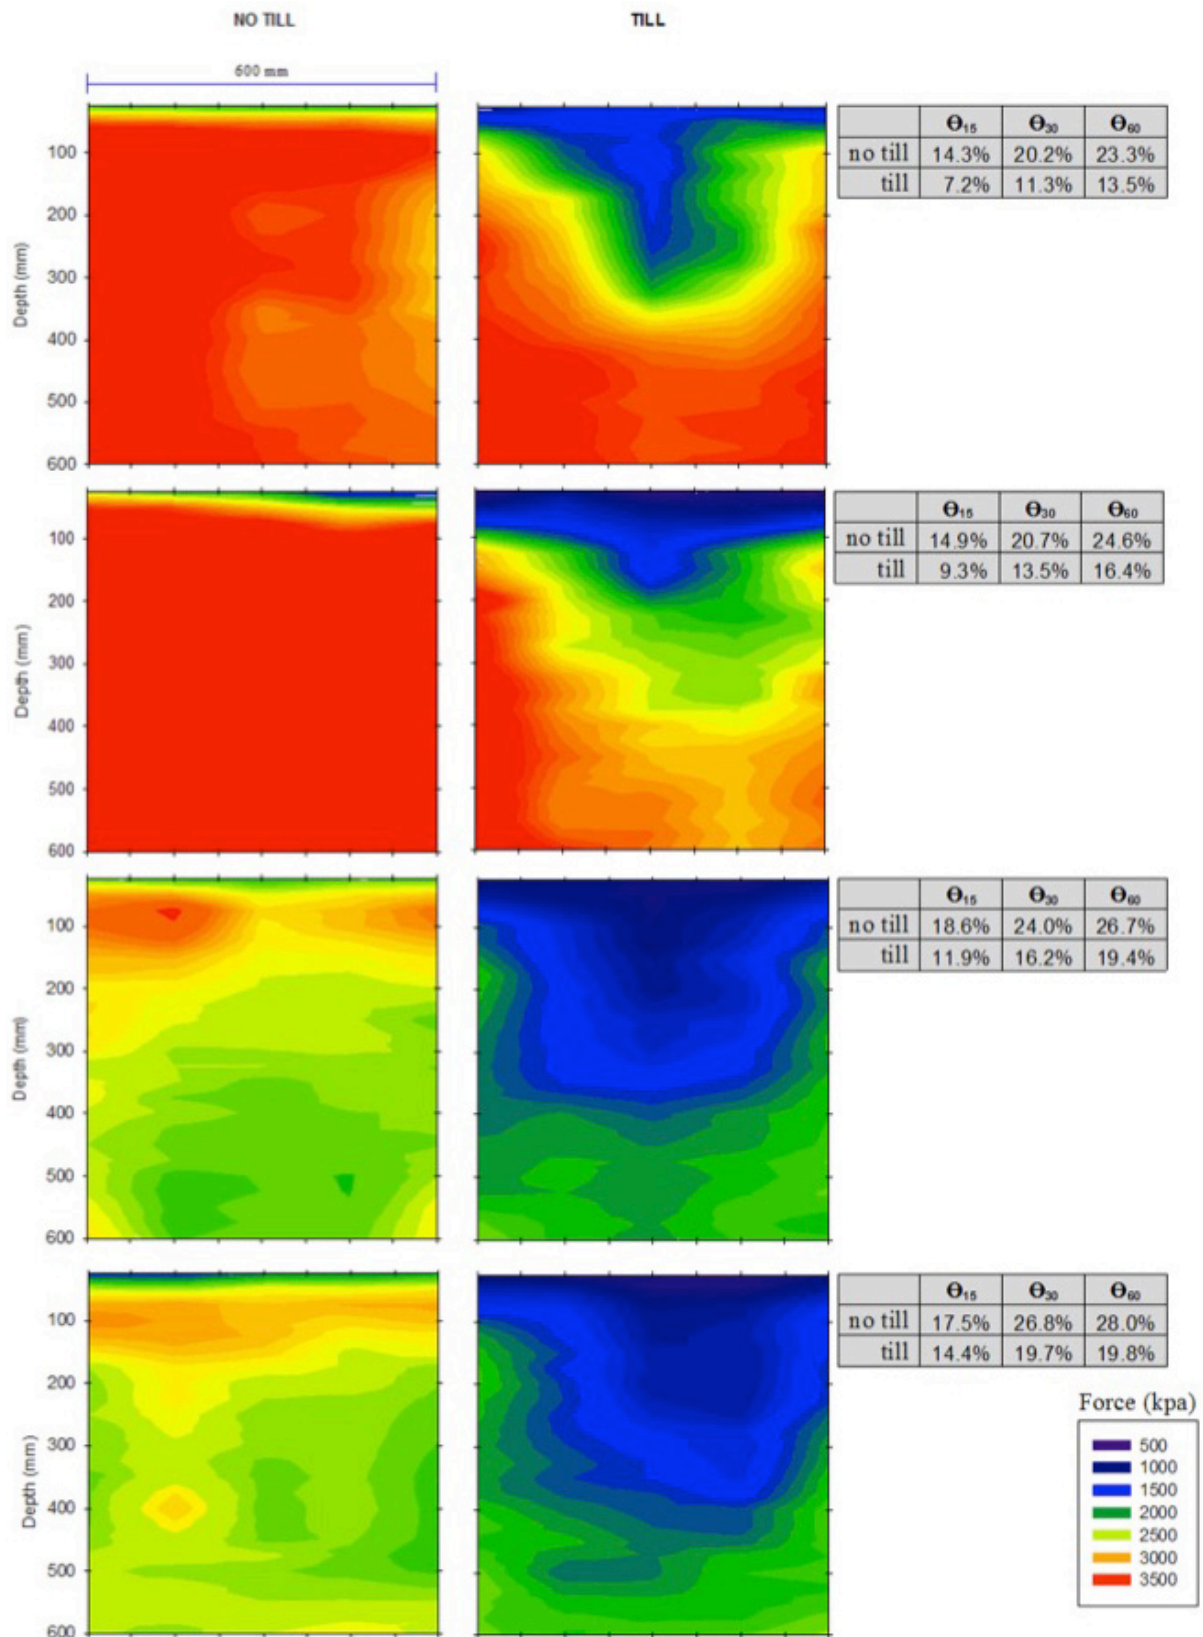 NO TILL TILL
600 mm
Θ15 Θ30 Θ60
no till 14.3% 20.2% 23.3%
till 7.2% 11.3% 13.5%
100
200
300
400
500
600
Depth (mm)
Θ15 Θ30 Θ60
no till 14.9% 20.7% 24.6%
till 9.3% 13.5% 16.4%
100
200
300
400
500
600
Depth (mm)
Θ15 Θ30 Θ60
no till 18.6% 24.0% 26.7%
till 11.9% 16.2% 19.4%
100
200
300
400
500
600
Depth (mm)
Θ15 Θ30 Θ60
no till 17.5% 26.8% 28.0%
till 14.4% 19.7% 19.8%
100
200
300
400
500
600
Depth (mm)
Force (kpa)
500
1000
1500
2000
2500
3000
3500